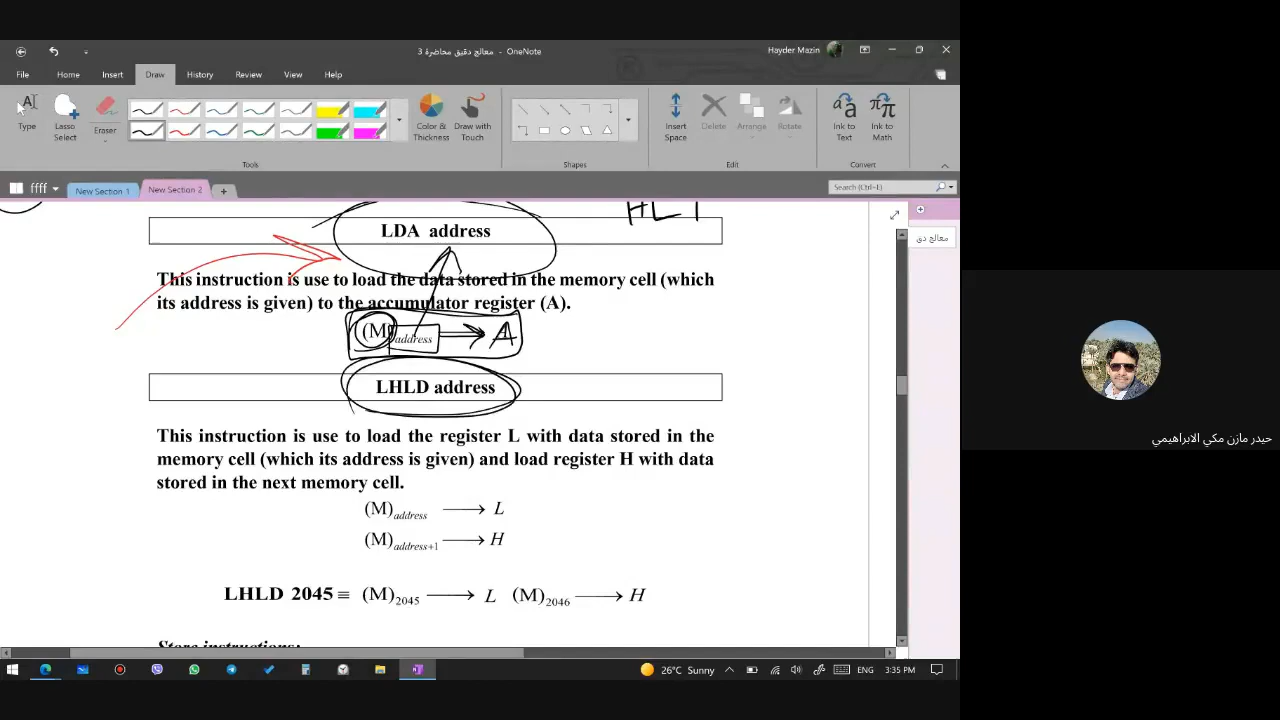 معالج دقيق محاضرة 3 - OneNote
Hayder Mazin
File Home Insert Draw History Review View Help
Type
Lasso Select
Eraser
Color & Thickness
Draw with Touch
Insert Space
Delete
Arrange
Rotate
Ink to Text
Ink to Math
Tools
Shapes
Edit
Convert
ffff
New Section 1
New Section 2
Search (Ctrl+E)
معالج دق
HLT
LDA address
This instruction is use to load the data stored in the memory cell (which
its address is given) to the accumulator register (A).
(M)address → A
LHLD address
This instruction is use to load the register L with data stored in the
memory cell (which its address is given) and load register H with data
stored in the next memory cell.
(M)address → L
(M)address+1 → H
LHLD 2045 ≡ (M)2045 → L (M)2046 → H
Store instructions:
حيدر مازن مكي الابراهيمي
26°C Sunny
ENG
3:35 PM